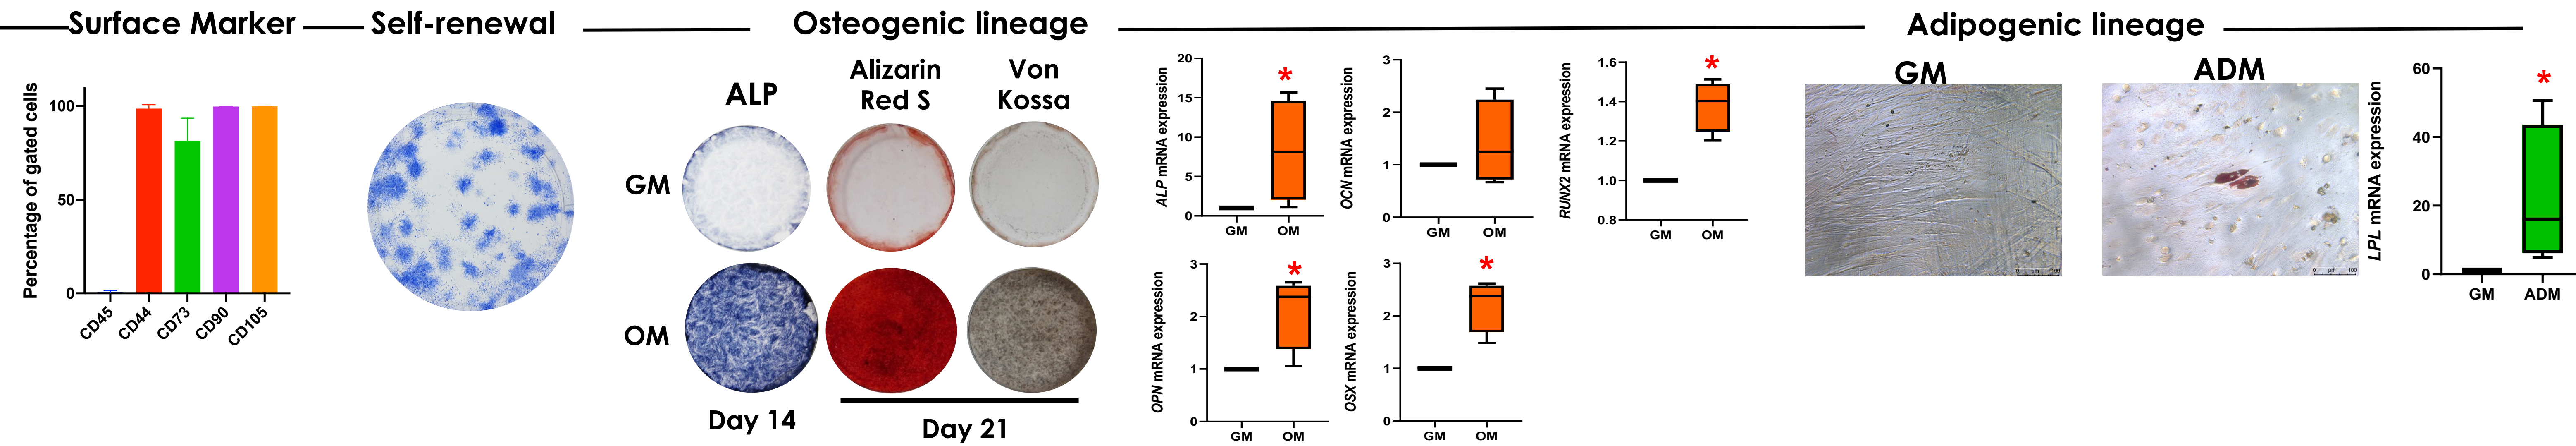 Surface Marker
Self-renewal
Osteogenic lineage
Adipogenic lineage
Percentage of gated cells
100
50
0
CD45
CD44
CD73
CD90
CD105
ALP
Alizarin
Red S
Von
Kossa
GM
OM
Day 14
Day 21
ALP mRNA expression
20
15
10
5
0
GM
OM
*
OCN mRNA expression
3
2
1
0
GM
OM
RUNX2 mRNA expression
1.6
1.4
1.2
1.0
0.8
GM
OM
*
OPN mRNA expression
3
2
1
0
GM
OM
*
OSX mRNA expression
3
2
1
0
GM
OM
*
GM
ADM
0 µm 100
LPL mRNA expression
60
40
20
0
GM
ADM
*